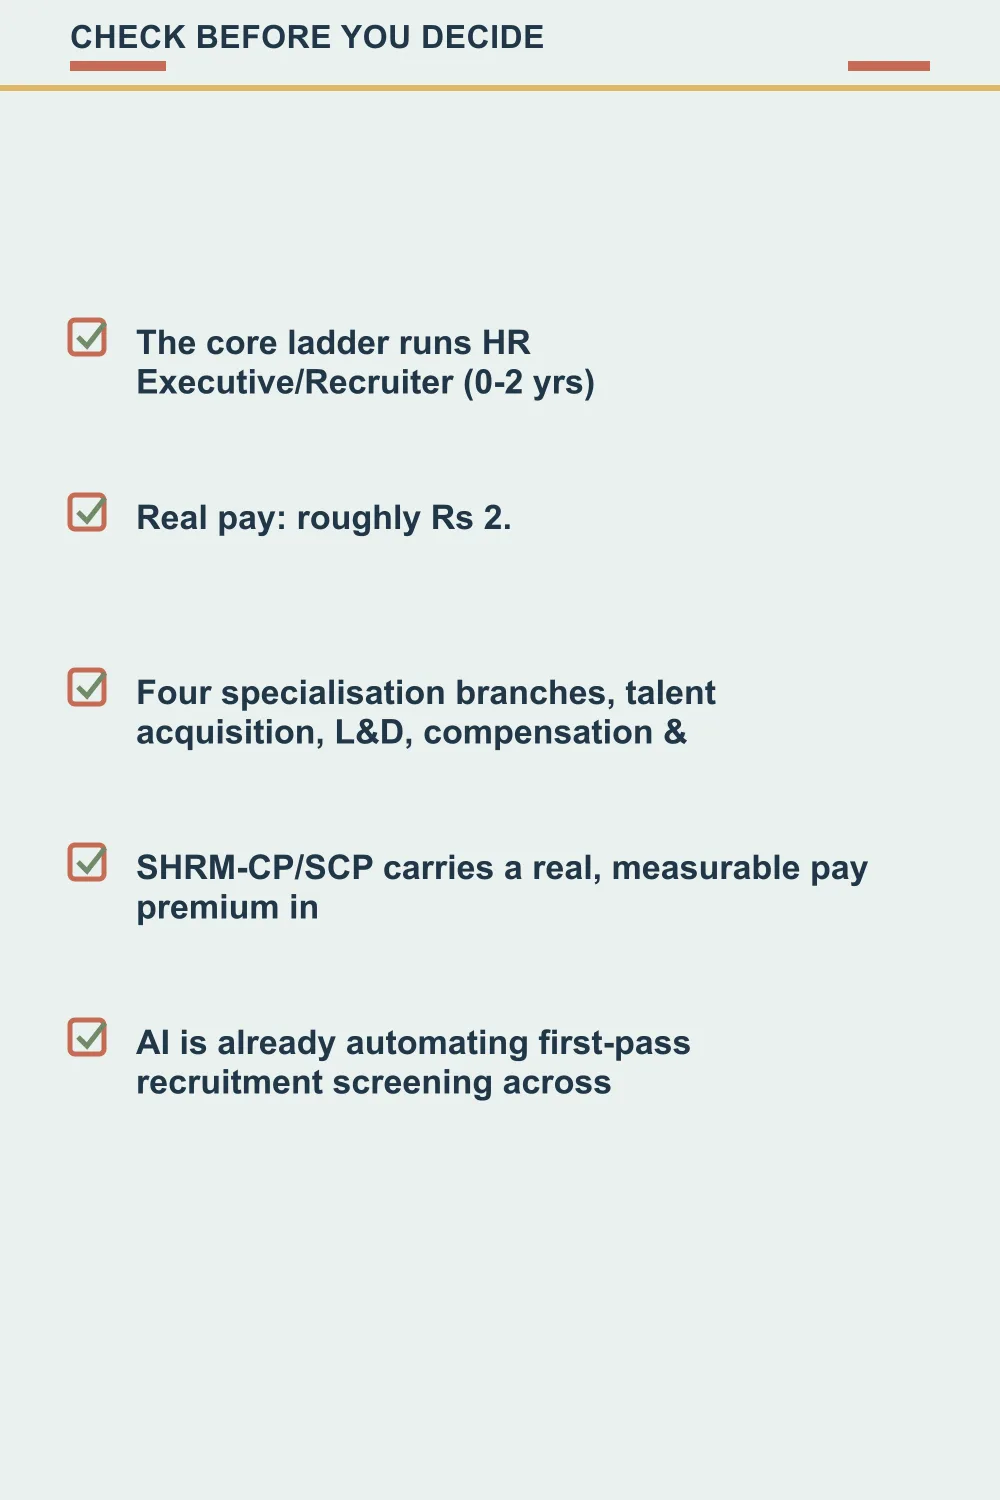 CHECK BEFORE YOU DECIDE
The core ladder runs HR
Executive/Recruiter (0-2 yrs)
Real pay: roughly Rs 2.
Four specialisation branches, talent
acquisition, L&D, compensation &
SHRM-CP/SCP carries a real, measurable pay
premium in
AI is already automating first-pass
recruitment screening across